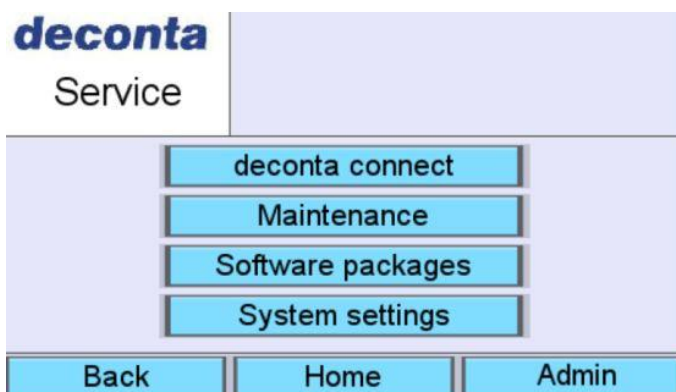 deconta
Service
deconta connect
Maintenance
Software packages
System settings
Back Home Admin